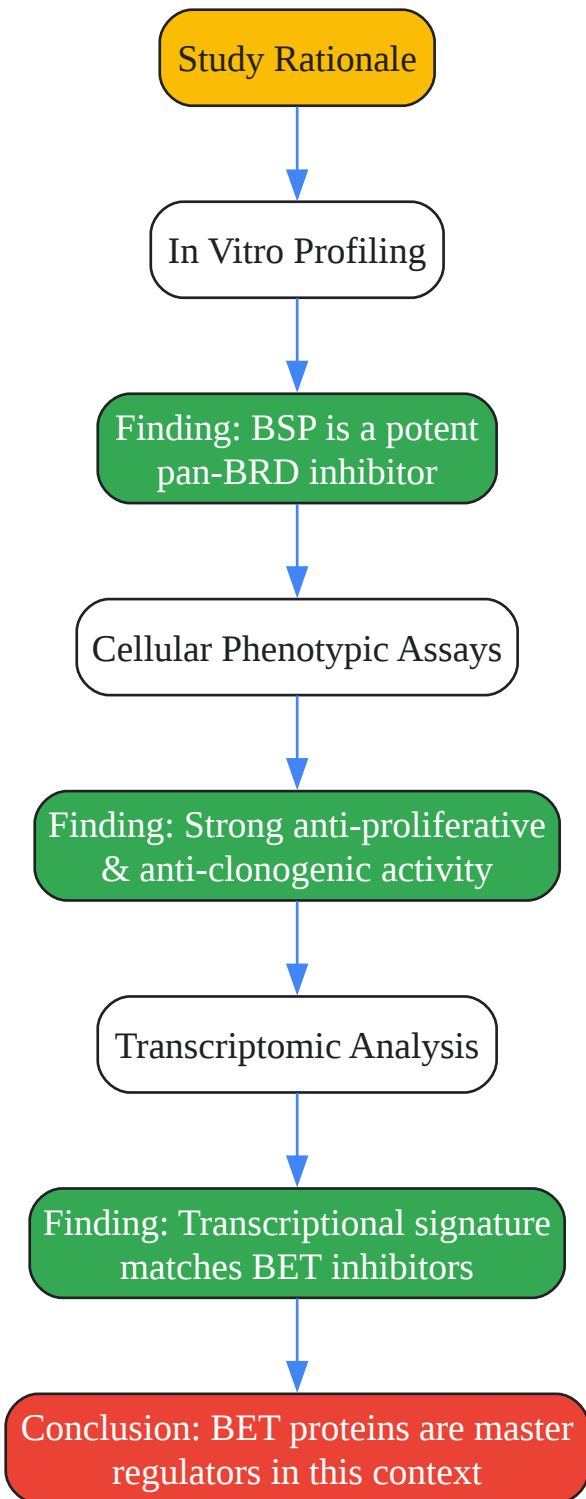 Study Rationale
In Vitro Profiling
Finding: BSP is a potent
pan-BRD inhibitor
Cellular Phenotypic Assays
Finding: Strong anti-proliferative
& anti-clonogenic activity
Transcriptomic Analysis
Finding: Transcriptional signature
matches BET inhibitors
Conclusion: BET proteins are master
regulators in this context